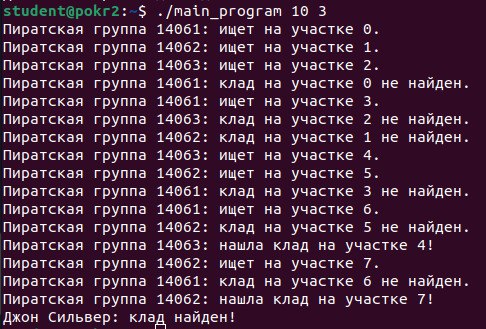 student@pokr2:~$ ./main_program 10 3
Пиратская группа 14061: ищет на участке 0.
Пиратская группа 14062: ищет на участке 1.
Пиратская группа 14063: ищет на участке 2.
Пиратская группа 14061: клад на участке 0 не найден.
Пиратская группа 14061: ищет на участке 3.
Пиратская группа 14063: клад на участке 2 не найден.
Пиратская группа 14062: клад на участке 1 не найден.
Пиратская группа 14063: ищет на участке 4.
Пиратская группа 14062: ищет на участке 5.
Пиратская группа 14061: клад на участке 3 не найден.
Пиратская группа 14061: ищет на участке 6.
Пиратская группа 14062: клад на участке 5 не найден.
Пиратская группа 14063: нашла клад на участке 4!
Пиратская группа 14062: ищет на участке 7.
Пиратская группа 14061: клад на участке 6 не найден.
Пиратская группа 14062: нашла клад на участке 7!
Джон Сильвер: клад найден!